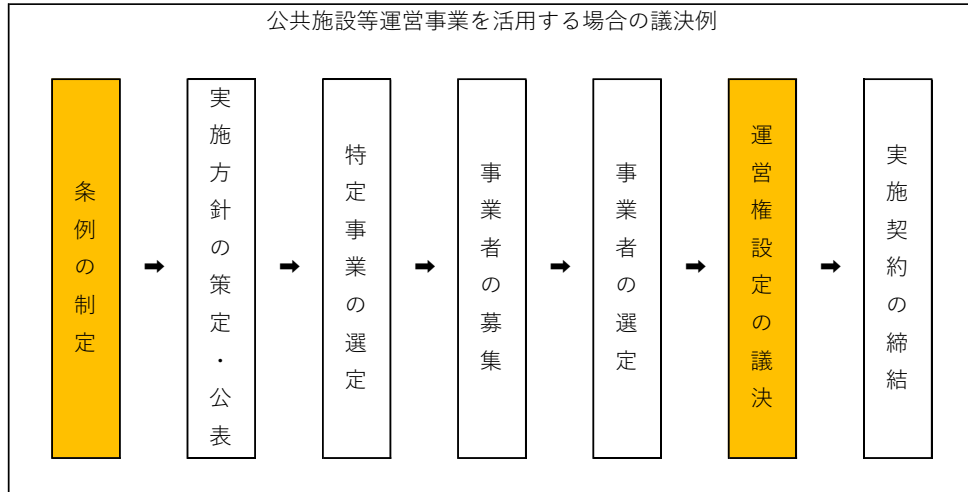 公共施設等運営事業を活用する場合の議決例
条例の制定
➡
実施方針の策定・公表
➡
特定事業の選定
➡
事業者の募集
➡
事業者の選定
➡
運営権設定の議決
➡
実施契約の締結